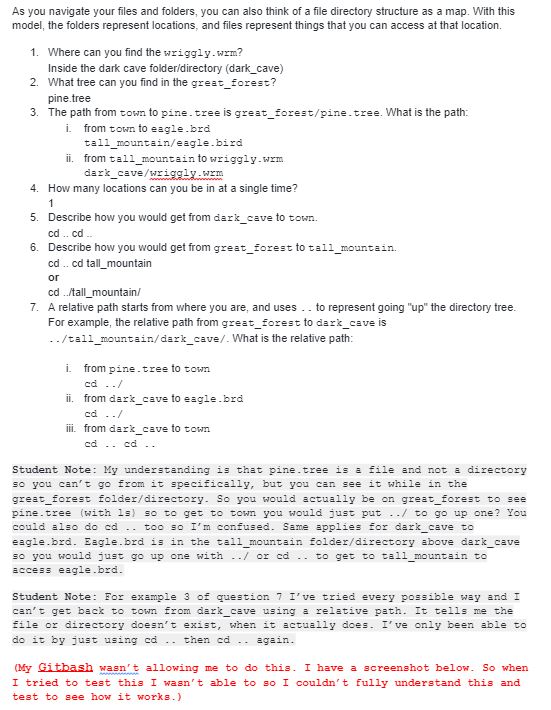 As you navigate your files and folders, you can also think of a file directory structure as a map. With this
model, the folders represent locations, and files represent things that you can access at that location.
1. Where can you find the wriggly.wrm?
Inside the dark cave folder/directory (dark_cave)
2. What tree can you find in the great_forest?
pine.tree
3. The path from town to pine.tree is great_forest/pine.tree. What is the path:
i. from town to eagle.brd
tall_mountain/eagle.bird
ii. from tall_mountain to wriggly.wrm
dark_cave/wriggly.wrm
4. How many locations can you be in at a single time?
1
5. Describe how you would get from dark_cave to town.
cd .. cd ..
6. Describe how you would get from great_forest to tall_mountain.
cd .. cd tall_mountain
or
cd ../tall_mountain/
7. A relative path starts from where you are, and uses .. to represent going "up" the directory tree.
For example, the relative path from great_forest to dark_cave is
../tall_mountain/dark_cave/. What is the relative path:
i. from pine.tree to town
cd ../
ii. from dark_cave to eagle.brd
cd ../
iii. from dark_cave to town
cd .. cd ..
Student Note: My understanding is that pine.tree is a file and not a directory
so you can't go from it specifically, but you can see it while in the
great_forest folder/directory. So you would actually be on great_forest to see
pine.tree (with ls) so to get to town you would just put ../ to go up one? You
could also do cd .. too so I'm confused. Same applies for dark_cave to
eagle.brd. Eagle.brd is in the tall_mountain folder/directory above dark_cave
so you would just go up one with ../ or cd .. to get to tall_mountain to
access eagle.brd.
Student Note: For example 3 of question 7 I've tried every possible way and I
can't get back to town from dark_cave using a relative path. It tells me the
file or directory doesn't exist, when it actually does. I've only been able to
do it by just using cd .. then cd .. again.
(My Gitbash wasn't allowing me to do this. I have a screenshot below. So when
I tried to test this I wasn't able to so I couldn't fully understand this and
test to see how it works.)